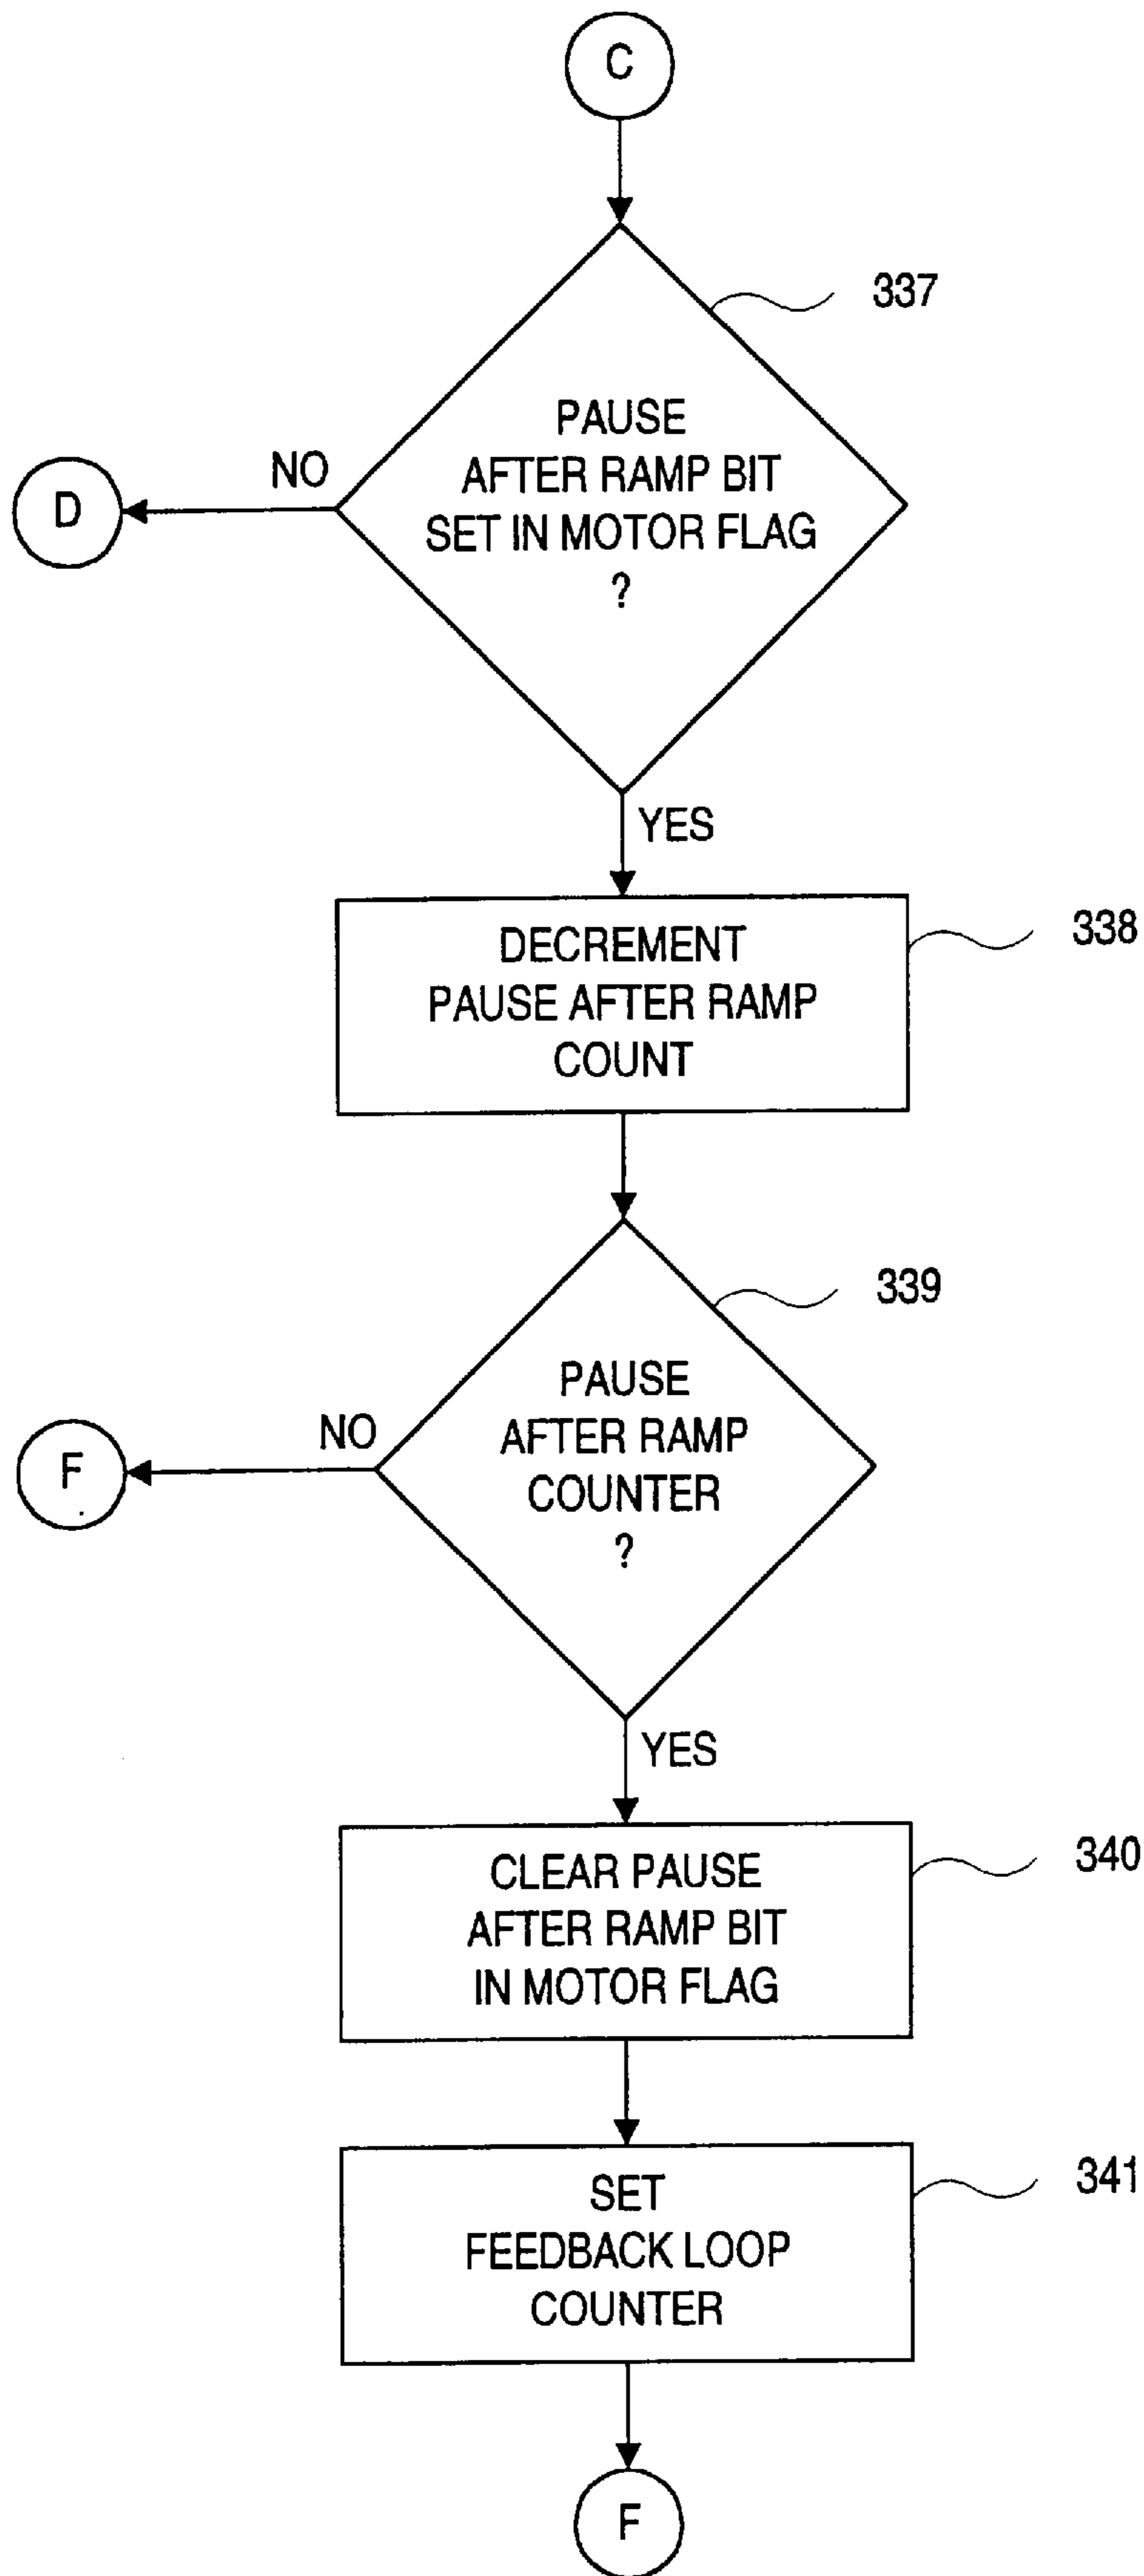 C
337
PAUSE
AFTER RAMP BIT
SET IN MOTOR FLAG
?
NO
D
YES
338
DECREMENT
PAUSE AFTER RAMP
COUNT
339
PAUSE
AFTER RAMP
COUNTER
?
NO
F
YES
340
CLEAR PAUSE
AFTER RAMP BIT
IN MOTOR FLAG
341
SET
FEEDBACK LOOP
COUNTER
F